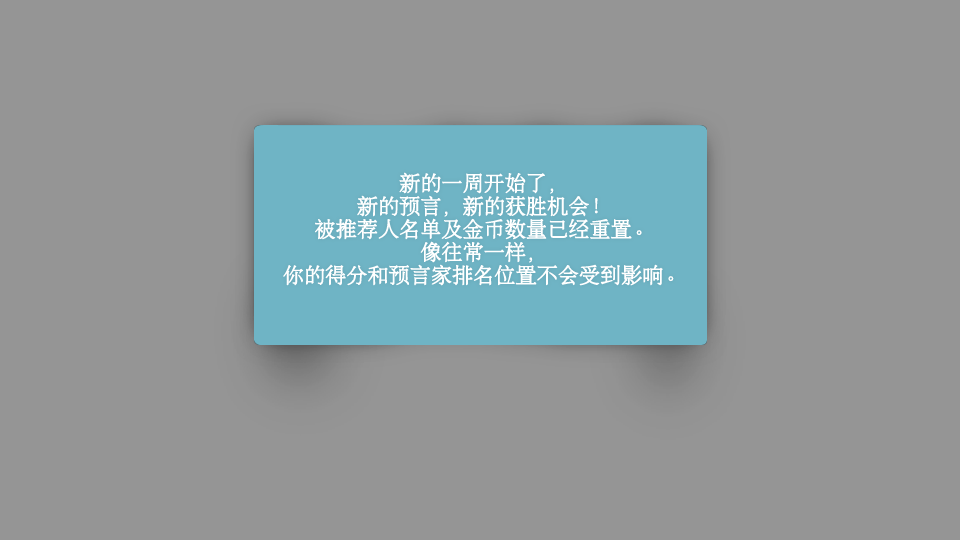 新的一周开始了，
新的预言，新的获胜机会！
被推荐人名单及金币数量已经重置。
像往常一样，
你的得分和预言家排名位置不会受到影响。